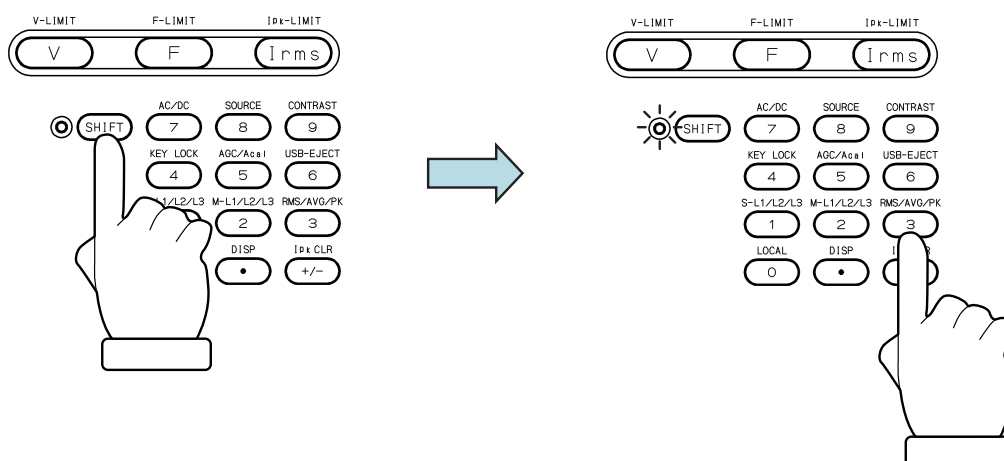 V-LIMIT F-LIMIT Ipk-LIMIT
V F Irms
AC/DC SOURCE CONTRAST
SHIFT 7 8 9
KEY LOCK AGC/Acal USB-EJECT
4 5 6
L1/L2/L3 M-L1/L2/L3 RMS/AVG/PK
2 3
DISP Ipk CLR
• +/−
V-LIMIT F-LIMIT Ipk-LIMIT
V F Irms
AC/DC SOURCE CONTRAST
SHIFT 7 8 9
KEY LOCK AGC/Acal USB-EJECT
4 5 6
S-L1/L2/L3 M-L1/L2/L3 RMS/AVG/PK
1 2 3
LOCAL DISP
0 •